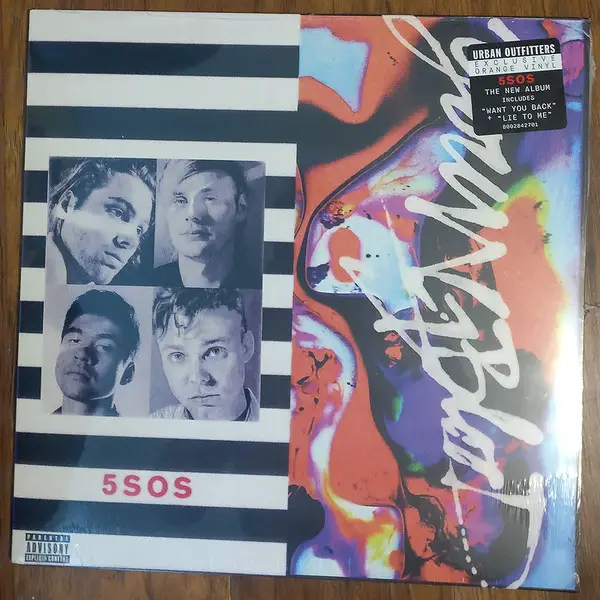 URBAN OUTFITTERS
EXCLUSIVE
ORANGE VINYL
5SOS
THE NEW ALBUM
INCLUDES
"WANT YOU BACK"
+ "LIE TO ME"
B002842701
YOUNGBLOOD
5SOS
PARENTAL
ADVISORY
EXPLICIT CONTENT